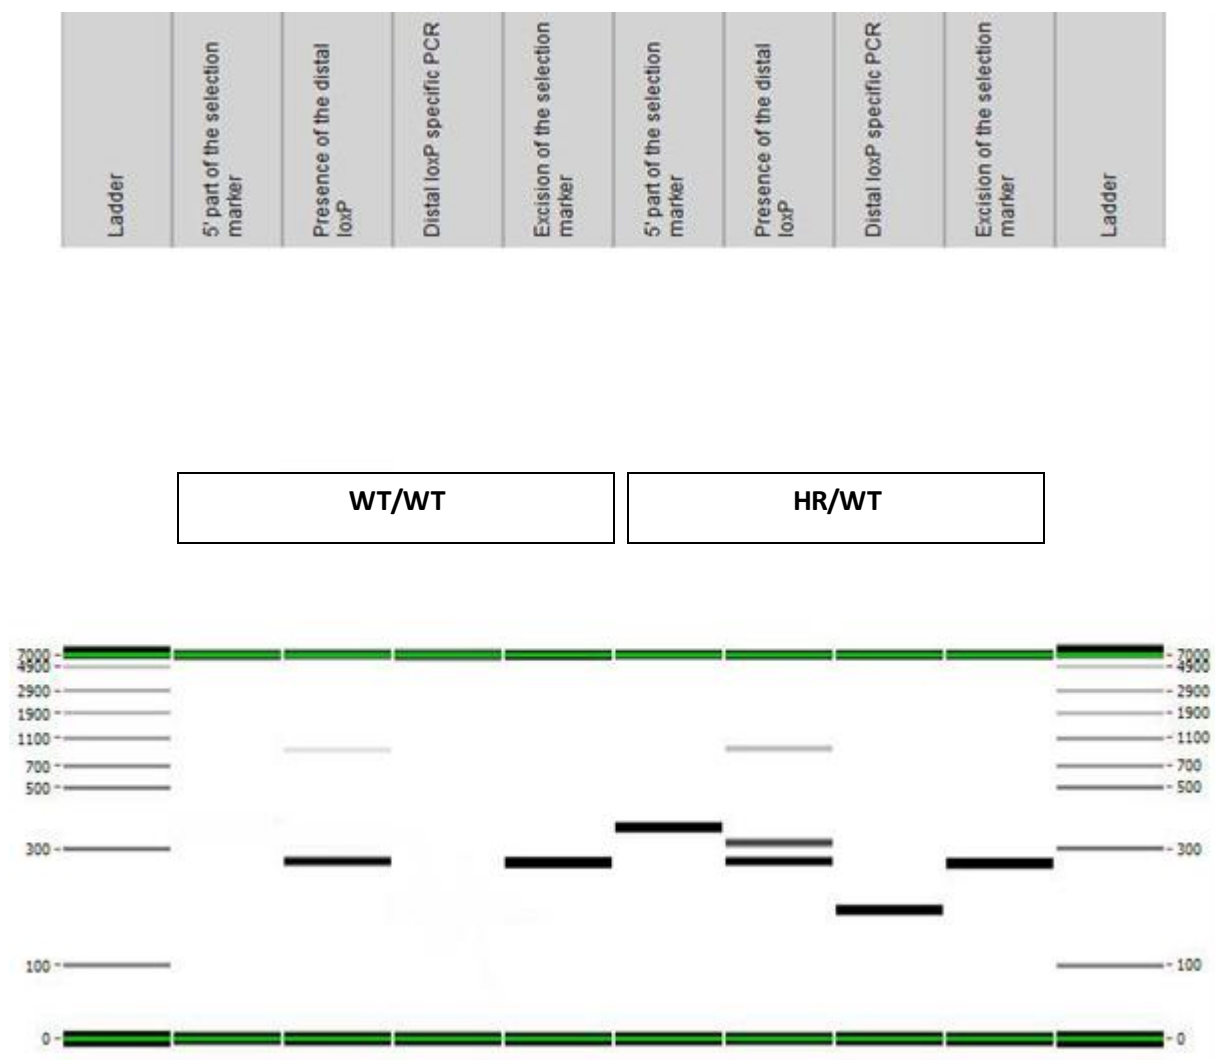 Ladder
5' part of the selection
marker
Presence of the distal
loxP
Distal loxP specific PCR
Excision of the selection
marker
5' part of the selection
marker
Presence of the distal
loxP
Distal loxP specific PCR
Excision of the selection
marker
Ladder
WT/WT
HR/WT
7000
4900
2900
1900
1100
700
500
300
100
0
7000
4900
2900
1900
1100
700
500
300
100
0